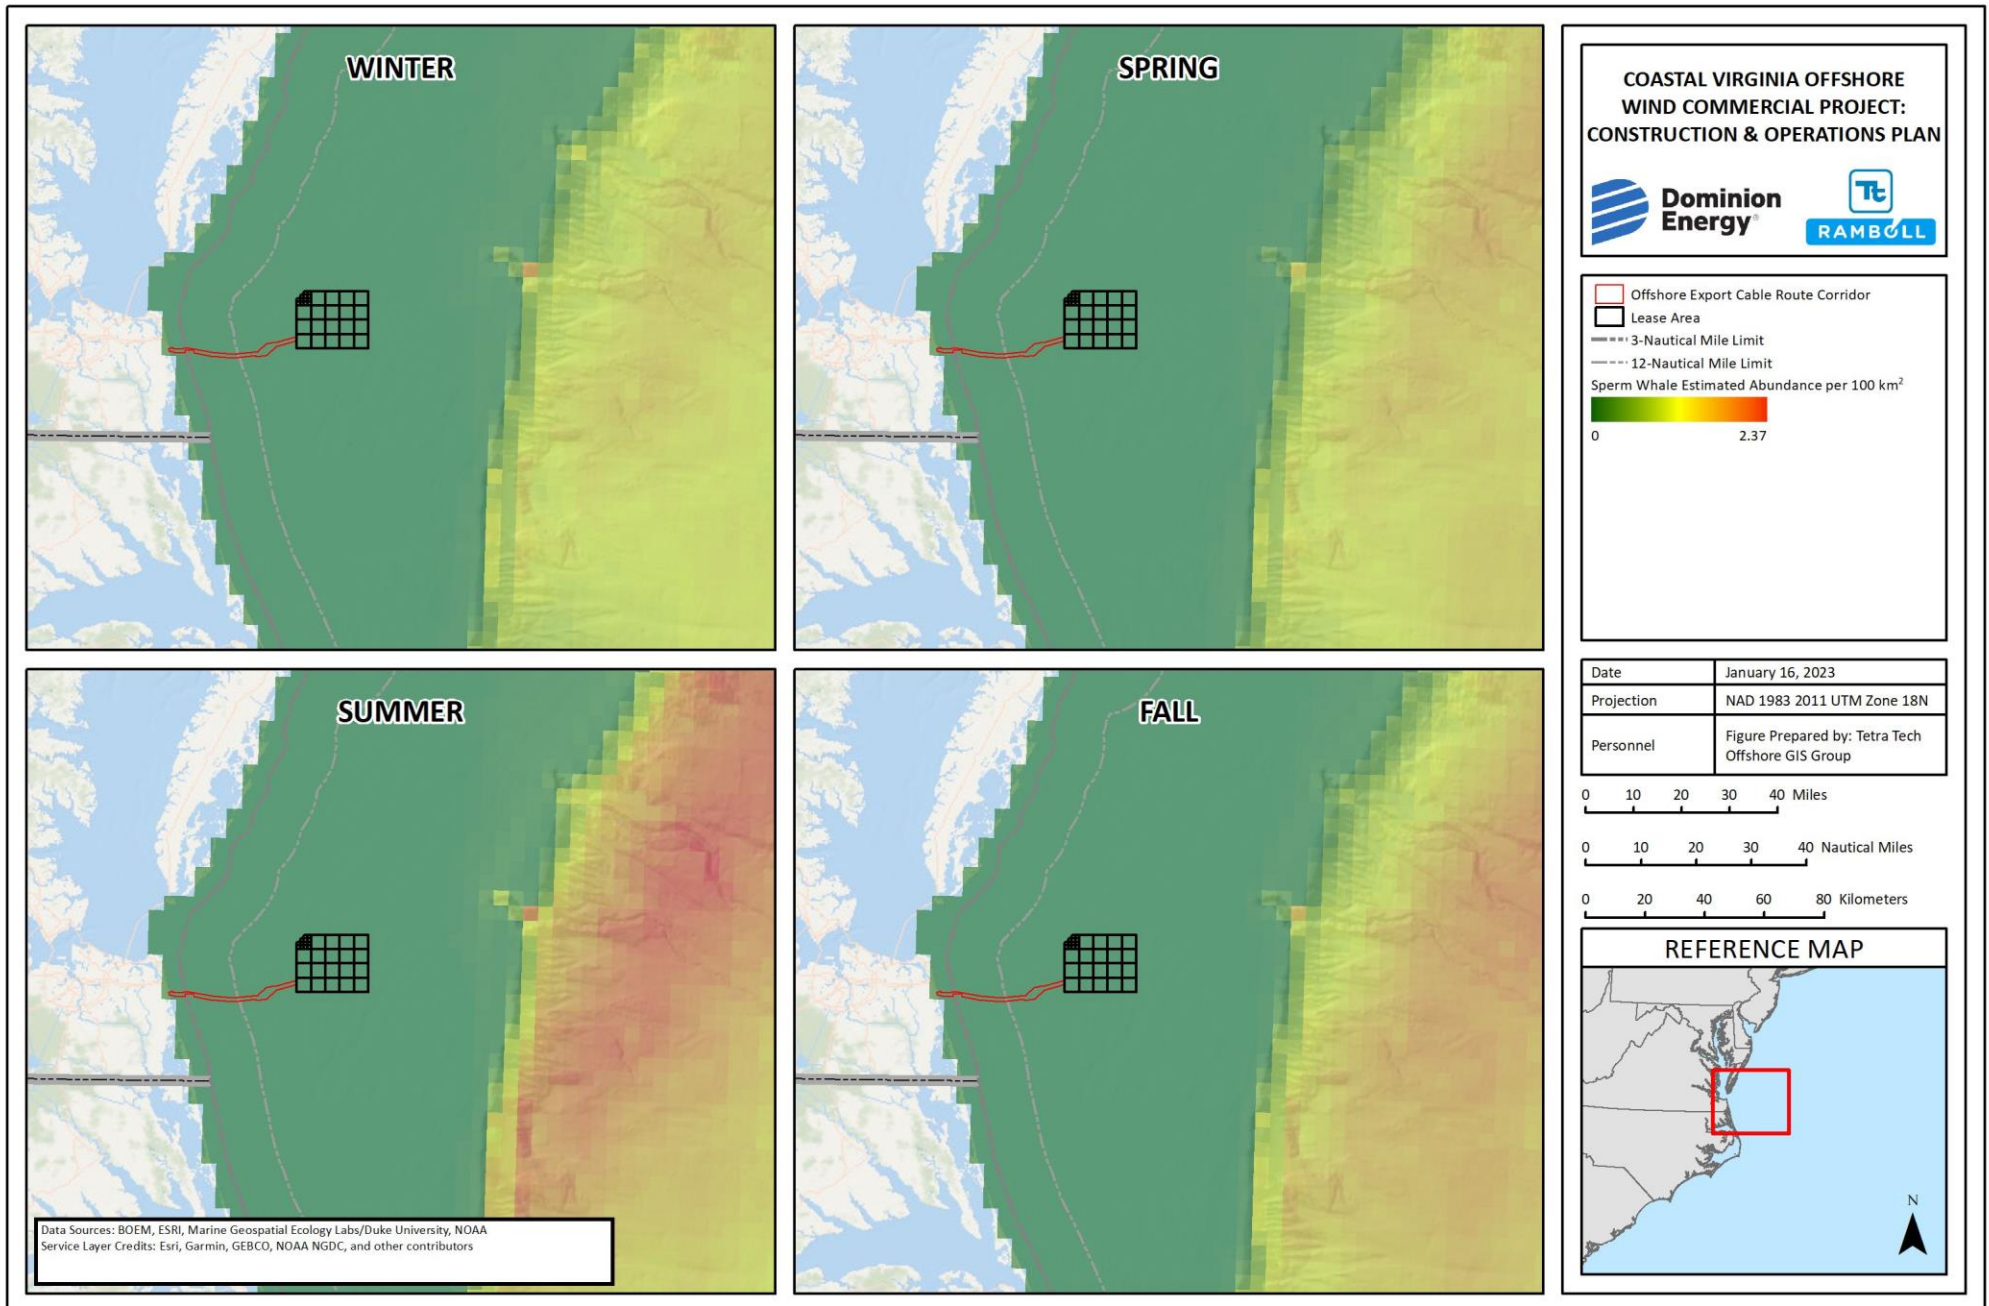 WINTER
SPRING
SUMMER
FALL
Data Sources: BOEM, ESRI, Marine Geospatial Ecology Labs/Duke University, NOAA
Service Layer Credits: Esri, Garmin, GEBCO, NOAA NGDC, and other contributors
COASTAL VIRGINIA OFFSHORE
WIND COMMERCIAL PROJECT:
CONSTRUCTION & OPERATIONS PLAN
Dominion
Energy®
Tt
RAMBOLL
Offshore Export Cable Route Corridor
Lease Area
3-Nautical Mile Limit
12-Nautical Mile Limit
Sperm Whale Estimated Abundance per 100 km²
0 2.37
Date January 16, 2023
Projection NAD 1983 2011 UTM Zone 18N
Personnel Figure Prepared by: Tetra Tech
Offshore GIS Group
0 10 20 30 40 Miles
0 10 20 30 40 Nautical Miles
0 20 40 60 80 Kilometers
REFERENCE MAP
N